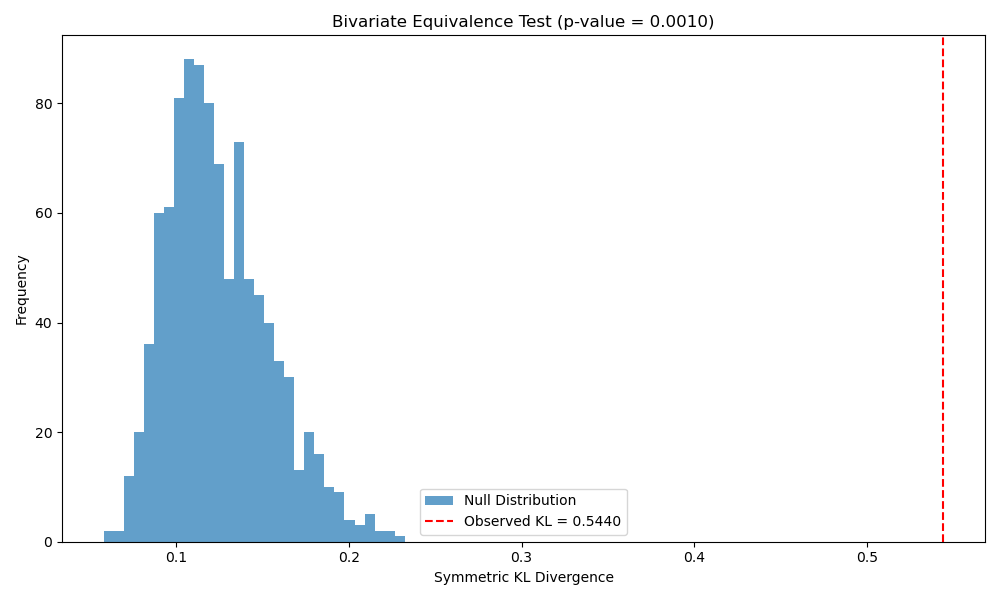 Bivariate Equivalence Test (p-value = 0.0010)
Frequency
80
60
40
20
0
Null Distribution
Observed KL = 0.5440
0.1 0.2 0.3 0.4 0.5
Symmetric KL Divergence